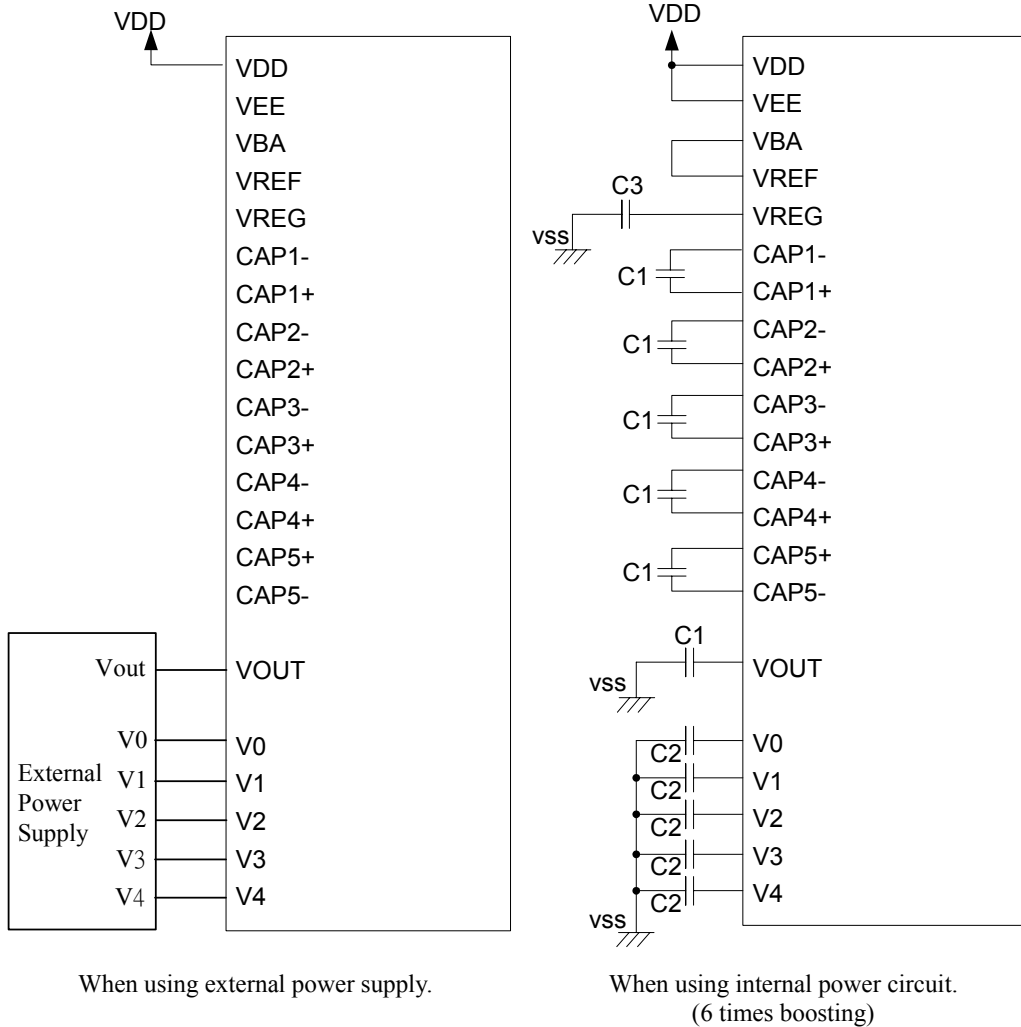 VDD
VDD
VEE
VBA
VREF
VREG
CAP1-
CAP1+
CAP2-
CAP2+
CAP3-
CAP3+
CAP4-
CAP4+
CAP5+
CAP5-
Vout
VOUT
V0
V0
External
Power
Supply
V1
V1
V2
V2
V3
V3
V4
V4
When using external power supply.
VDD
VDD
VEE
VBA
VREF
C3
VREG
vss
CAP1-
C1
CAP1+
CAP2-
C1
CAP2+
CAP3-
C1
CAP3+
CAP4-
C1
CAP4+
CAP5+
C1
CAP5-
C1
VOUT
vss
V0
C2
V1
C2
V2
C2
V3
C2
V4
C2
vss
When using internal power circuit.
(6 times boosting)